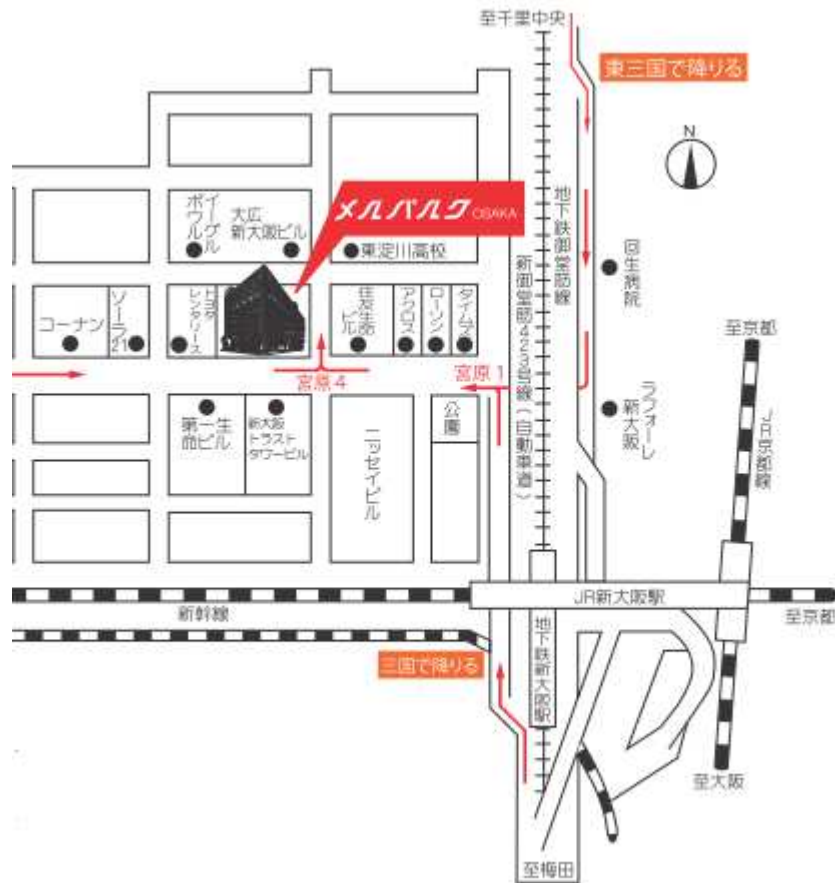 至千里中央
東三国で降りる
N
メルパルク OSAKA
イーグル
ボウル
大広
新大阪ビル
東淀川高校
地下鉄御堂筋線
新御堂筋423号線(自動車道)
回生病院
コーナン
ソーラ
21
トヨタ
レンタリース
住友生命
ビル
アクロス
ローソン
タイムズ
至京都
宮原4
宮原1
ラフォーレ
新大阪
JR京都線
第一生
命ビル
新大阪
トラスト
タワービル
ニッセイビル
公園
JR新大阪駅
新幹線
至京都
三国で降りる
地下鉄新大阪駅
至大阪
至梅田